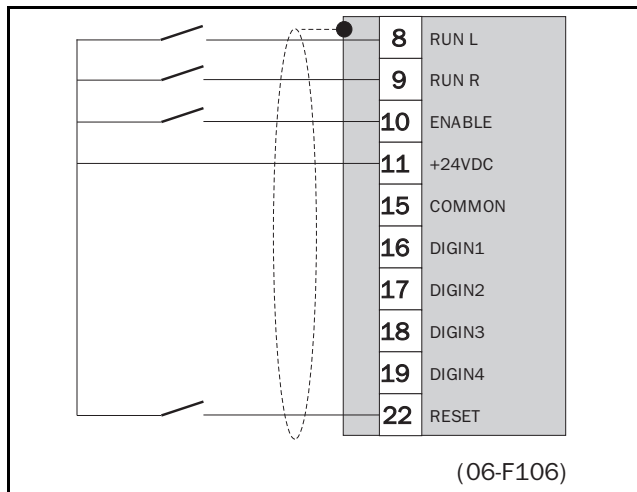 8 RUN L
9 RUN R
10 ENABLE
11 +24VDC
15 COMMON
16 DIGIN1
17 DIGIN2
18 DIGIN3
19 DIGIN4
22 RESET
(06-F106)